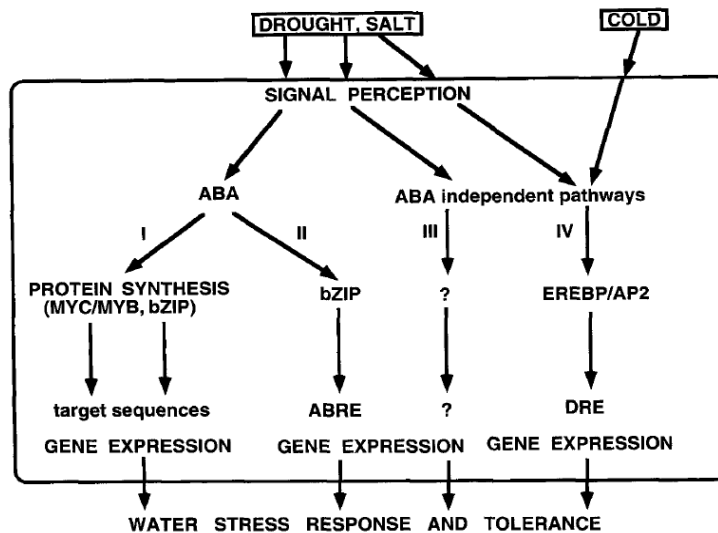 DROUGHT, SALT COLD
SIGNAL PERCEPTION
ABA ABA independent pathways
I II III IV
PROTEIN SYNTHESIS bZIP ? EREBP/AP2
(MYC/MYB, bZIP)
target sequences ABRE ? DRE
GENE EXPRESSION GENE EXPRESSION GENE EXPRESSION
WATER STRESS RESPONSE AND TOLERANCE